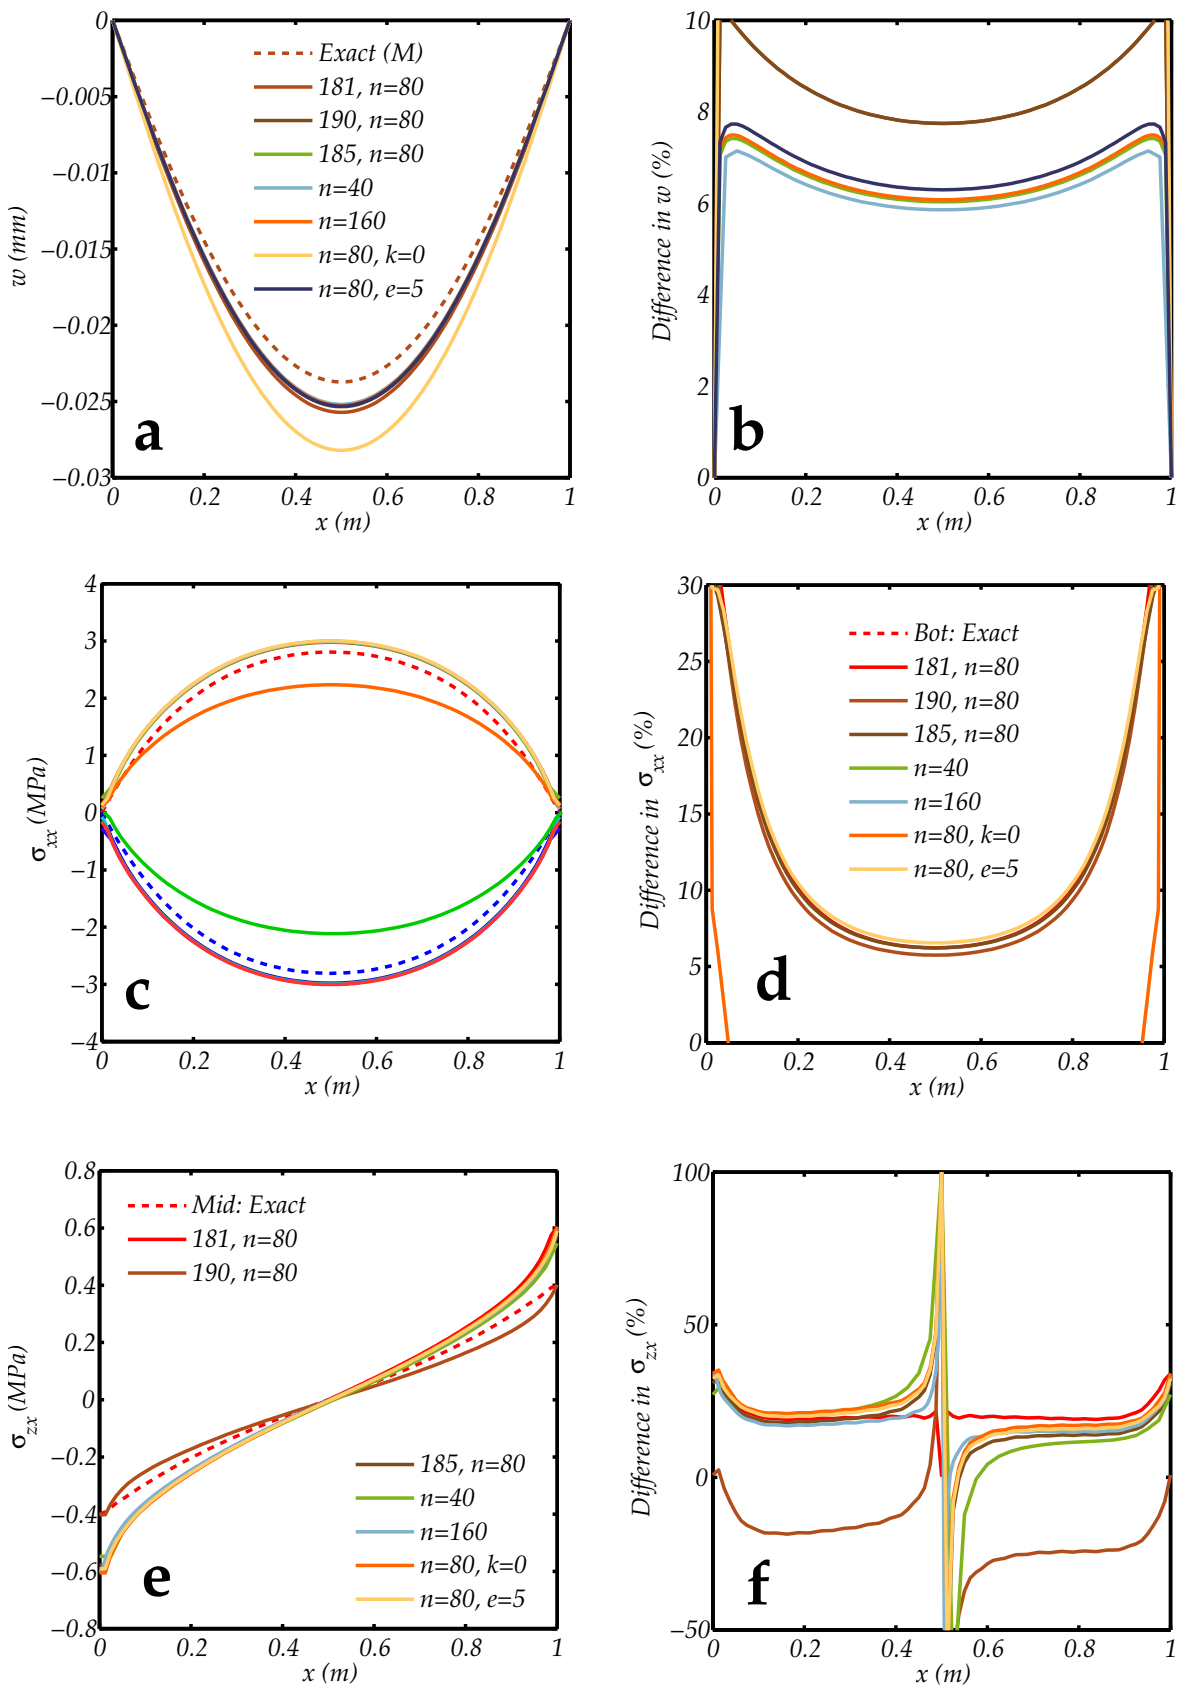 0
−0.005
−0.01
−0.015
−0.02
−0.025
−0.03
w (mm)
Exact (M)
181, n=80
190, n=80
185, n=80
n=40
n=160
n=80, k=0
n=80, e=5
a
0 0.2 0.4 0.6 0.8 1
x (m)
10
8
6
4
2
0
Difference in w (%)
b
0 0.2 0.4 0.6 0.8 1
x (m)
4
3
2
1
0
−1
−2
−3
−4
σxx (MPa)
c
0 0.2 0.4 0.6 0.8 1
x (m)
30
25
20
15
10
5
0
Difference in σxx (%)
Bot: Exact
181, n=80
190, n=80
185, n=80
n=40
n=160
n=80, k=0
n=80, e=5
d
0 0.2 0.4 0.6 0.8 1
x (m)
0.8
0.6
0.4
0.2
0
−0.2
−0.4
−0.6
−0.8
σzx (MPa)
Mid: Exact
181, n=80
190, n=80
185, n=80
n=40
n=160
n=80, k=0
n=80, e=5
e
0 0.2 0.4 0.6 0.8 1
x (m)
100
50
0
−50
Difference in σzx (%)
f
0 0.2 0.4 0.6 0.8 1
x (m)